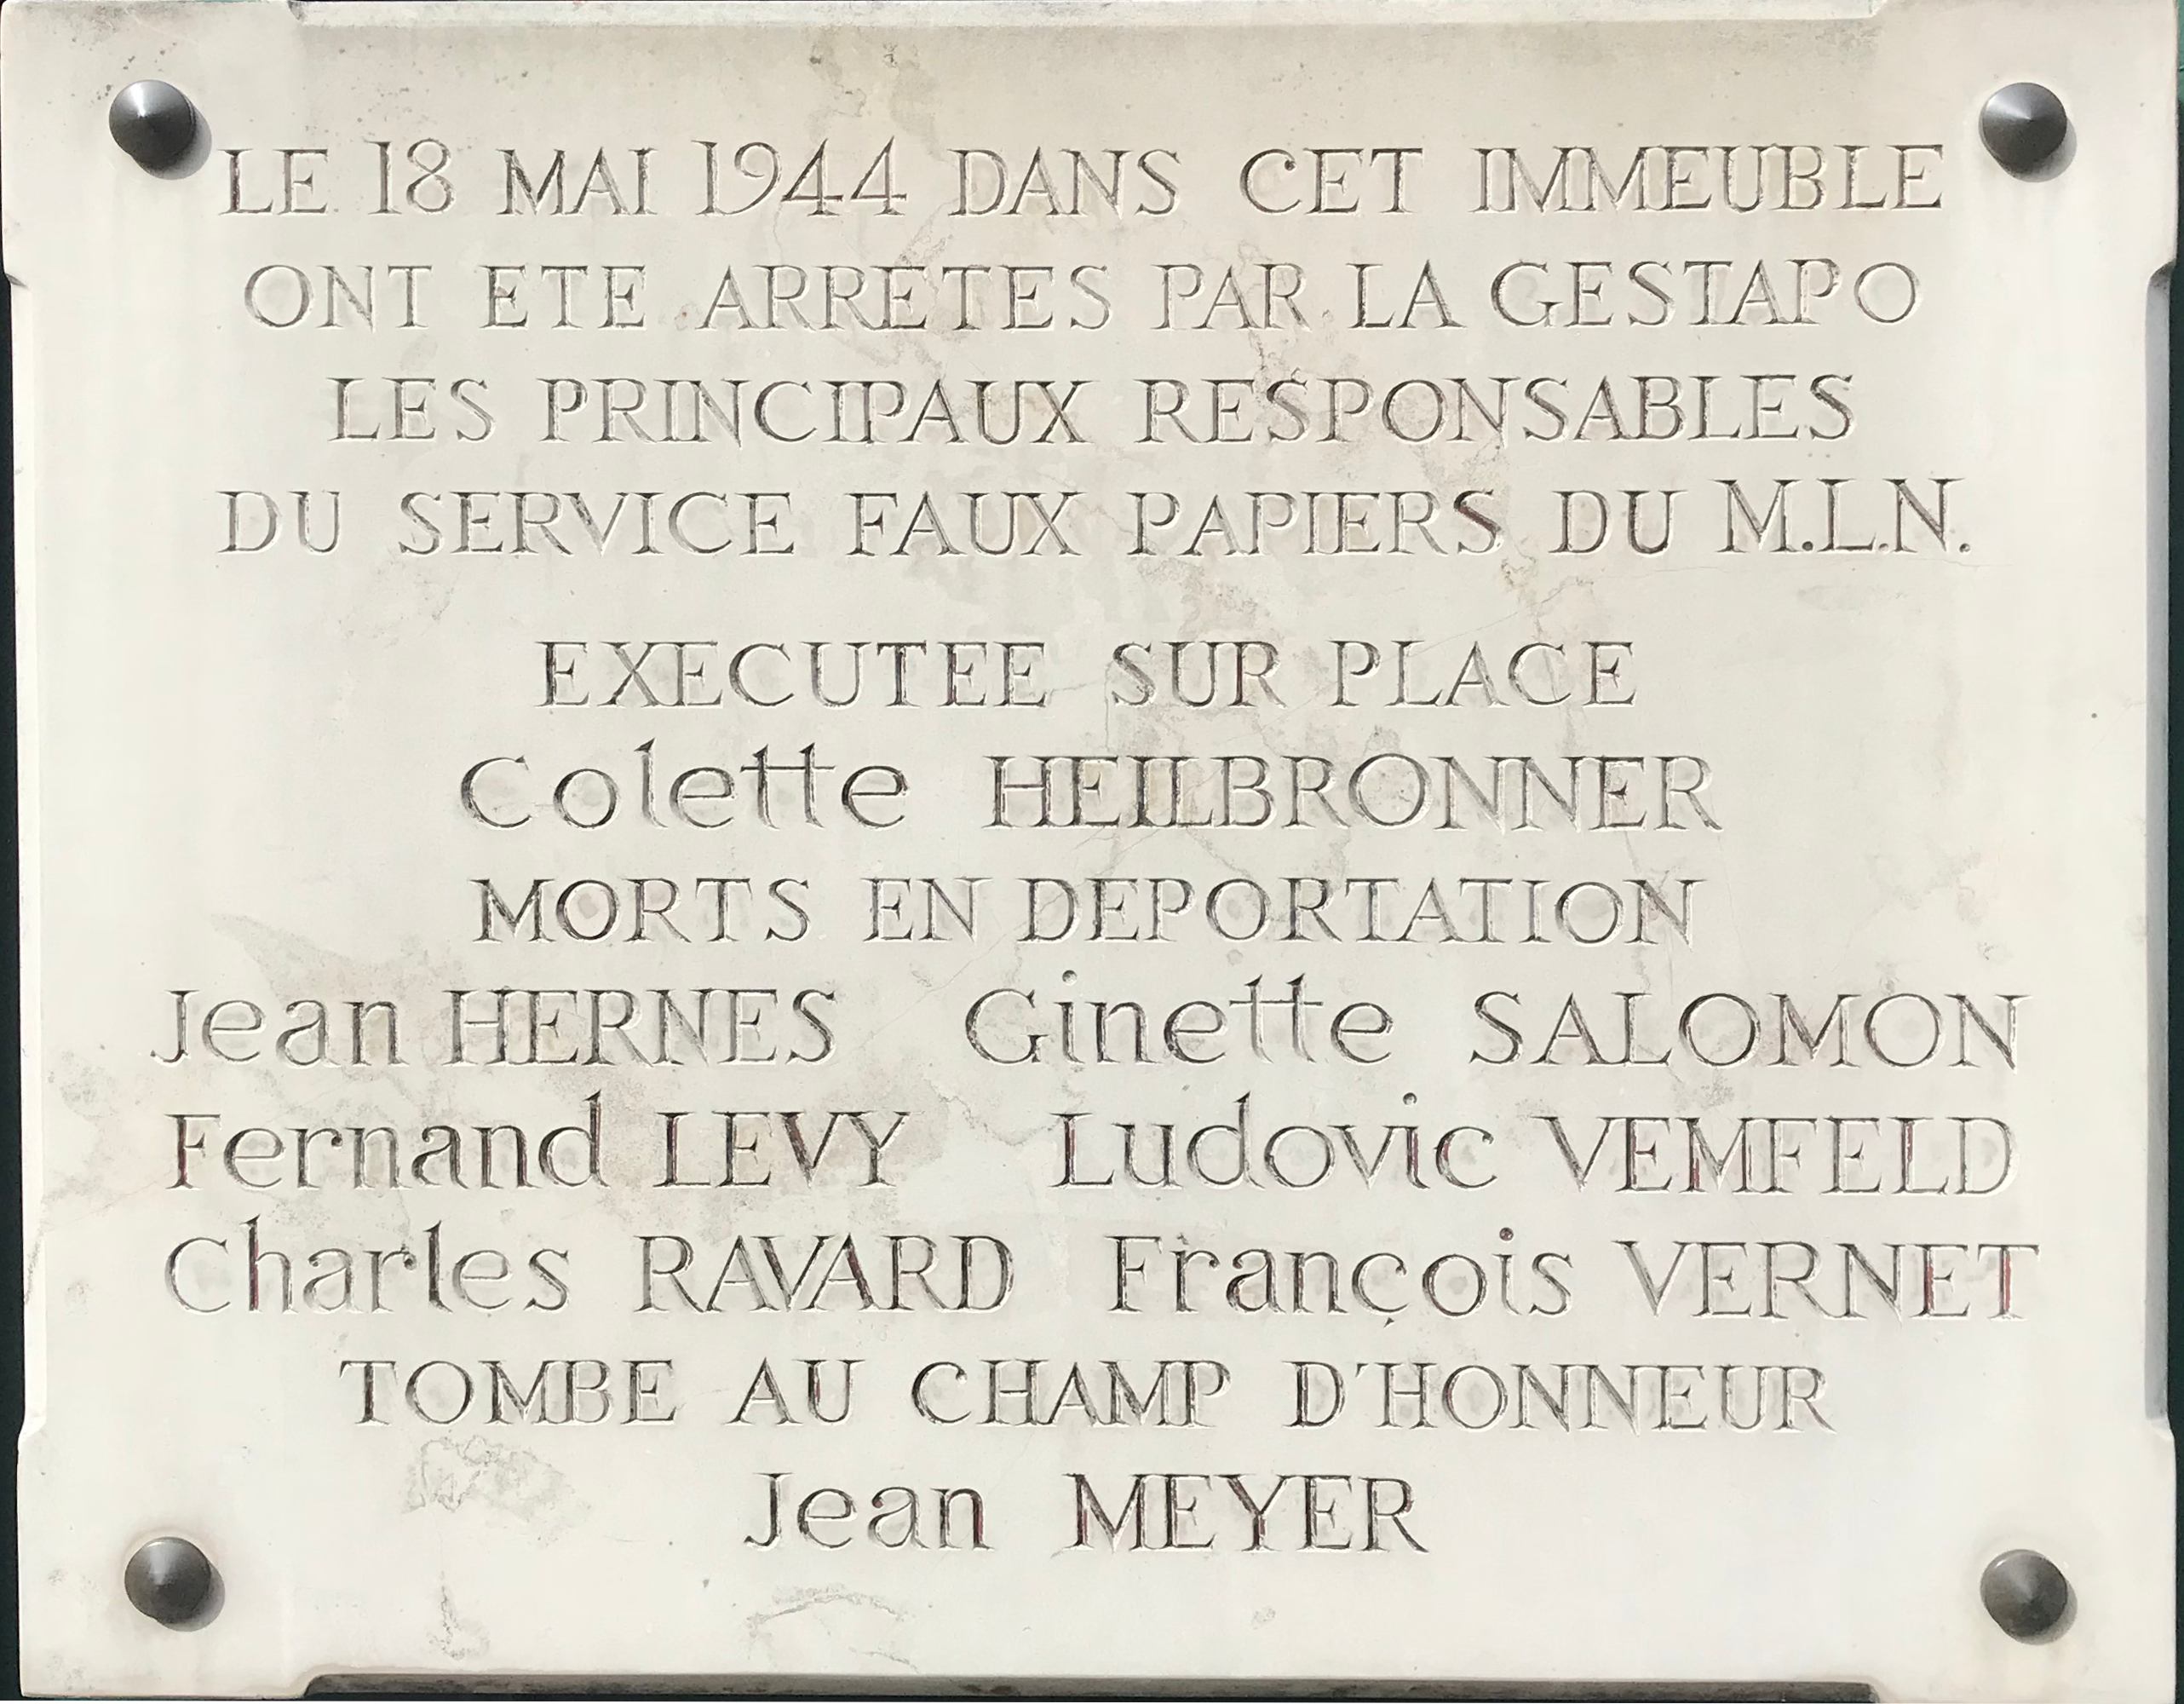 LE 18 MAI 1944 DANS CET IMMEUBLE
ONT ETE ARRETES PAR LA GESTAPO
LES PRINCIPAUX RESPONSABLES
DU SERVICE FAUX PAPIERS DU M.L.N.
EXECUTEE SUR PLACE
Colette HEILBRONNER
MORTS EN DEPORTATION
Jean HERNES Ginette SALOMON
Fernand LEVY Ludovic VEMFELD
Charles RAVARD François VERNET
TOMBE AU CHAMP D'HONNEUR
Jean MEYER